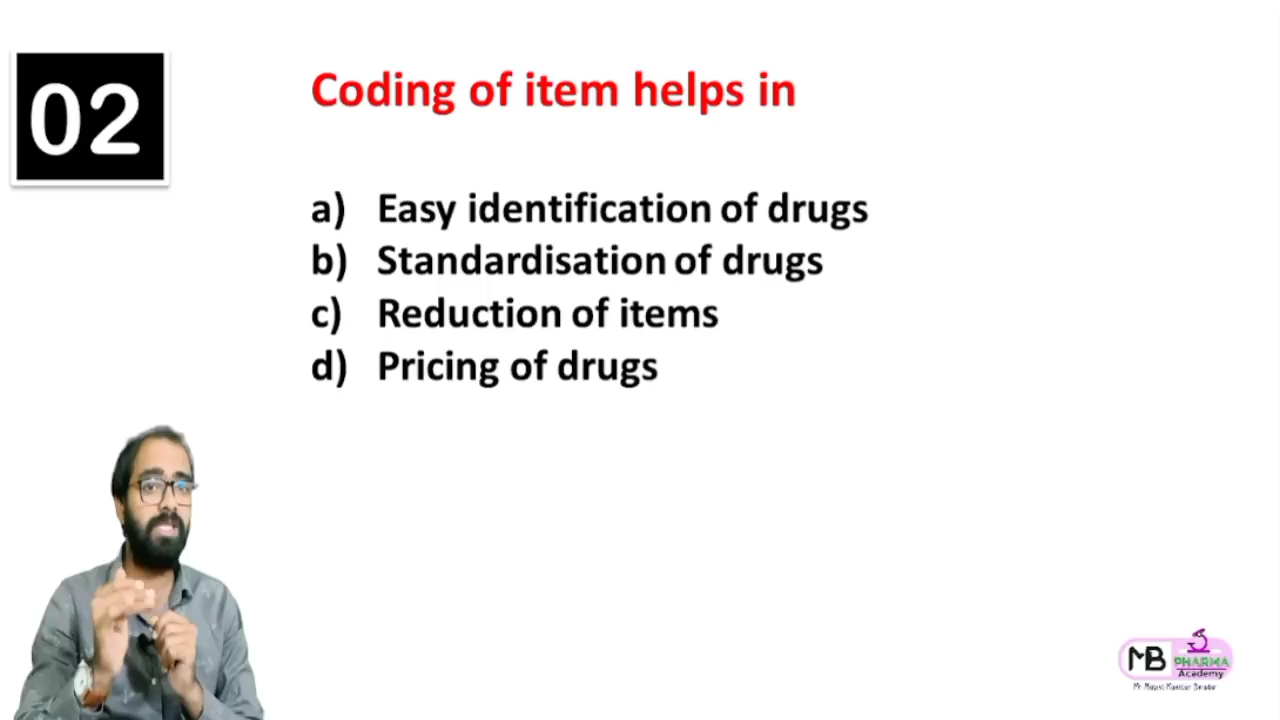 02
Coding of item helps in
a) Easy identification of drugs
b) Standardisation of drugs
c) Reduction of items
d) Pricing of drugs
MB
PHARMA
Academy